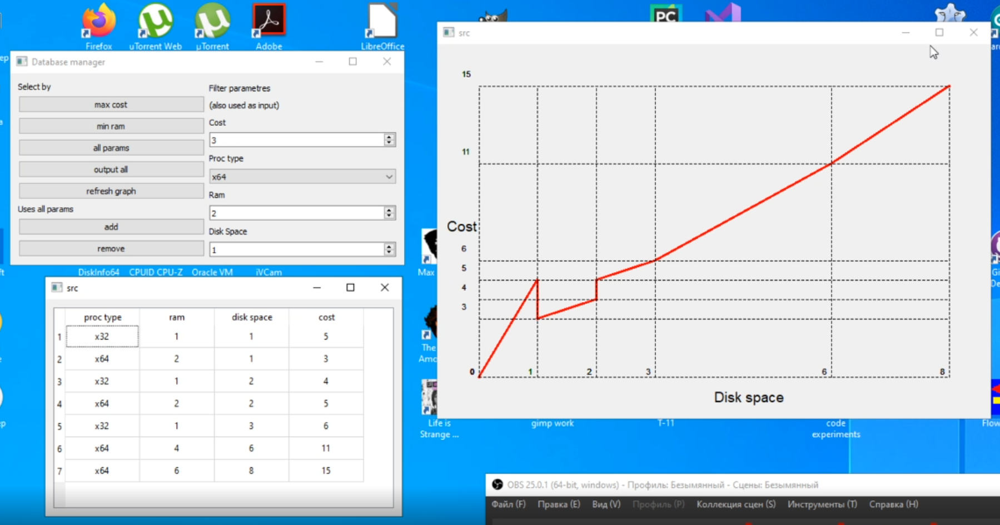 Firefox
uTorrent Web
µTorrent
Adobe
LibreOffice
PC
Database manager
Select by
max cost
min ram
all params
output all
refresh graph
Uses all params
add
remove
Filter parametres
(also used as input)
Cost
3
Proc type
x64
Ram
2
Disk Space
1
DiskInfo64
CPUID CPU-Z
Oracle VM
iVCam
src
proc type ram disk space cost
1 x32 1 1 5
2 x64 2 1 3
3 x32 1 2 4
4 x64 2 2 5
5 x32 1 3 6
6 x64 4 6 11
7 x64 6 8 15
src
15
11
Cost
6
5
4
3
0 1 2 3 6 8
Disk space
Max
The
Life is
Strange ...
gimp work
T-11
code
experiments
Flow
OBS 25.0.1 (64-bit, windows) - Профиль: Безымянный - Сцены: Безымянный
Файл (F) Правка (E) Вид (V) Профиль (P) Коллекция сцен (S) Инструменты (T) Справка (H)